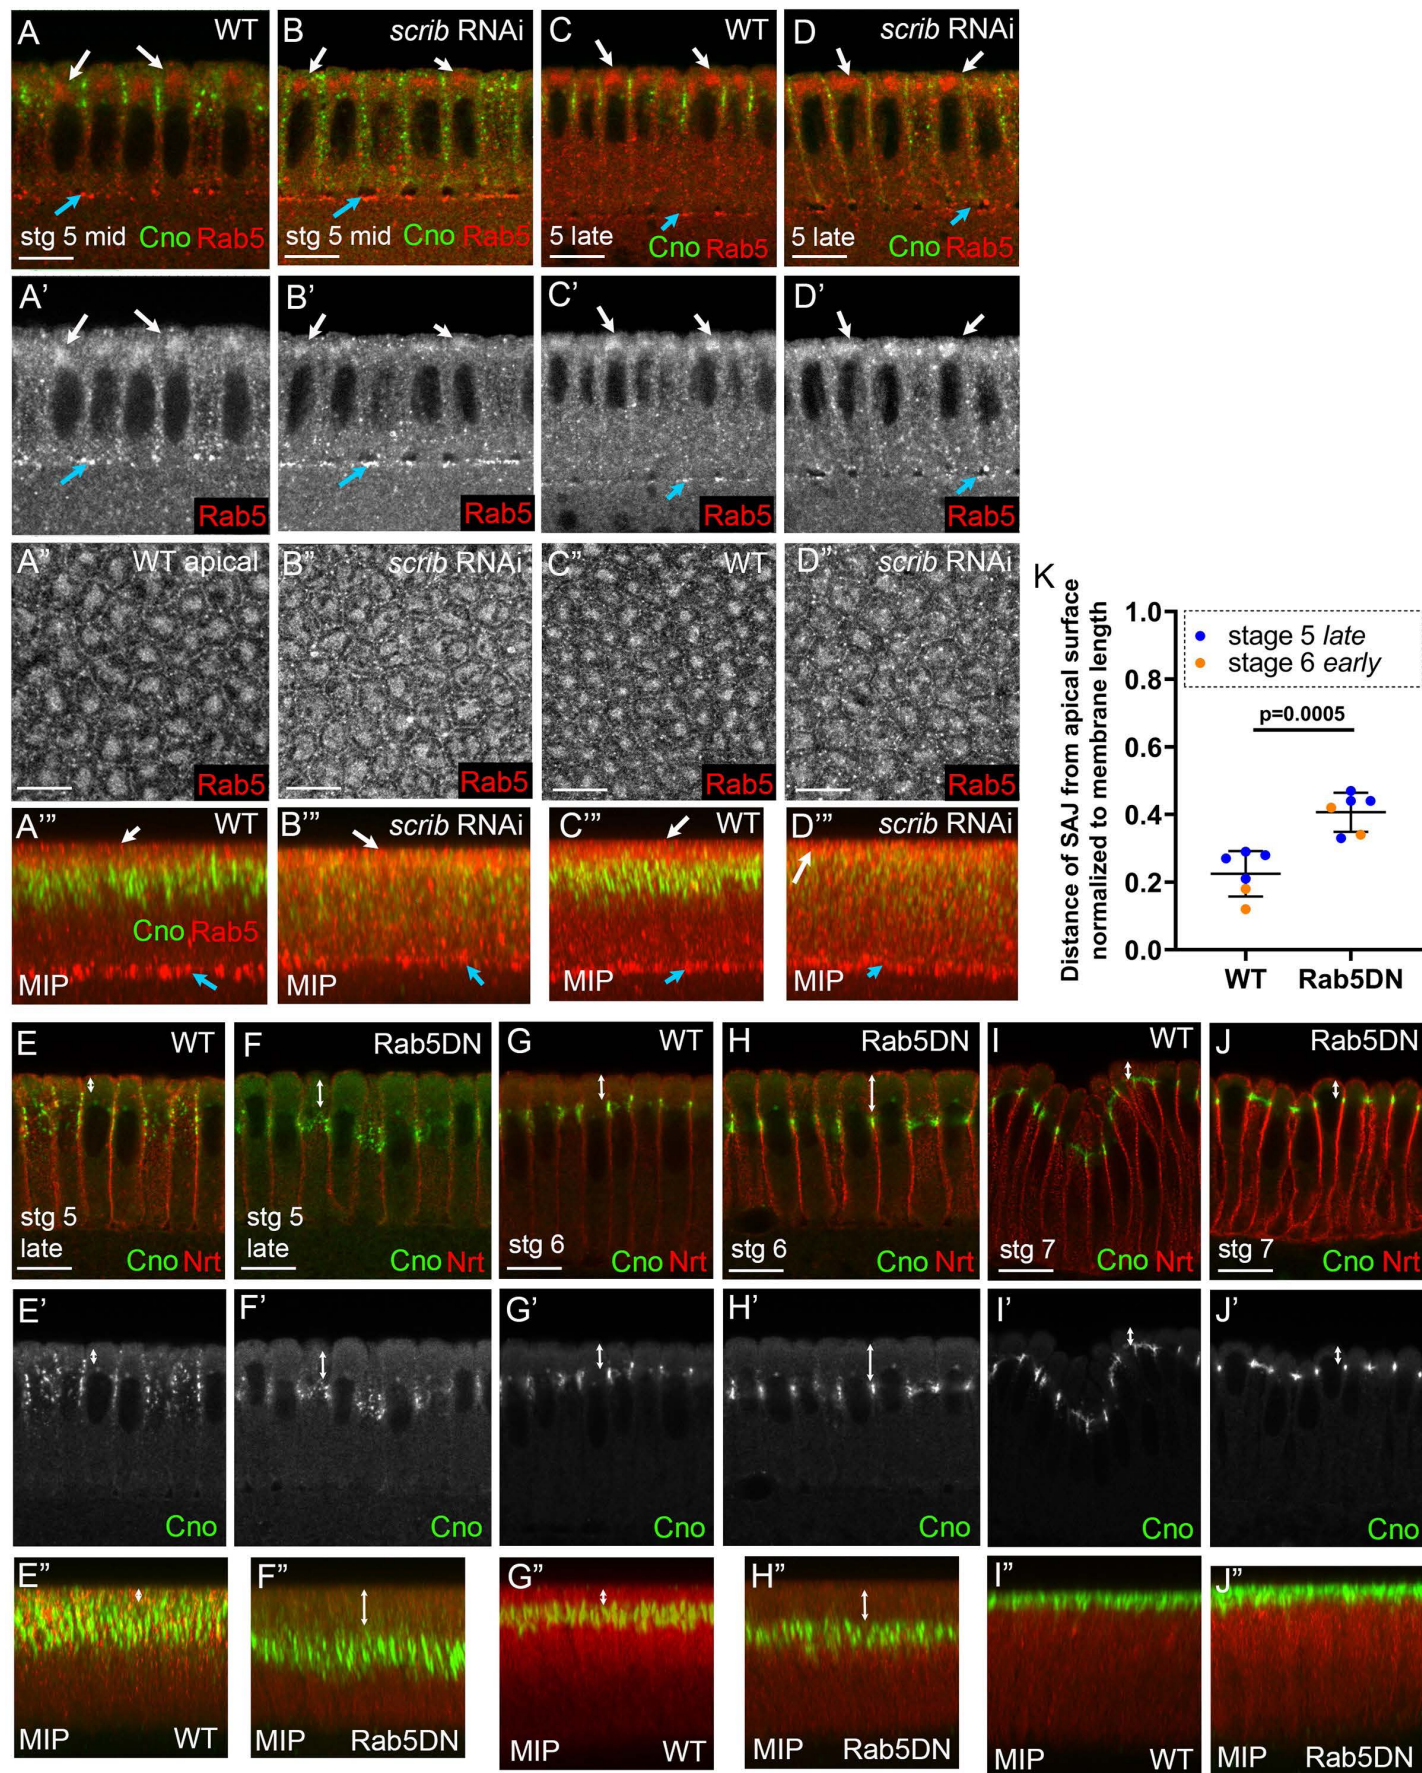 A WT
B scrib RNAi
C WT
D scrib RNAi
stg 5 mid Cno Rab5
stg 5 mid Cno Rab5
5 late Cno Rab5
5 late Cno Rab5
A’
B’
C’
D’
Rab5
Rab5
Rab5
Rab5
A” WT apical
B” scrib RNAi
C” WT
D” scrib RNAi
Rab5
Rab5
Rab5
Rab5
A”’ WT
B”’ scrib RNAi
C”’ WT
D”’ scrib RNAi
Cno Rab5
MIP
MIP
MIP
MIP
K
Distance of SAJ from apical surface
normalized to membrane length
1.0
0.8
0.6
0.4
0.2
0.0
stage 5 late
stage 6 early
p=0.0005
WT Rab5DN
E WT
F Rab5DN
G WT
H Rab5DN
I WT
J Rab5DN
stg 5
late Cno Nrt
stg 5
late Cno Nrt
stg 6 Cno Nrt
stg 6 Cno Nrt
stg 7 Cno Nrt
stg 7 Cno Nrt
E’
F’
G’
H’
I’
J’
Cno
Cno
Cno
Cno
Cno
Cno
E”
F”
G”
H”
I”
J”
MIP WT
MIP Rab5DN
MIP WT
MIP Rab5DN
MIP WT
MIP Rab5DN